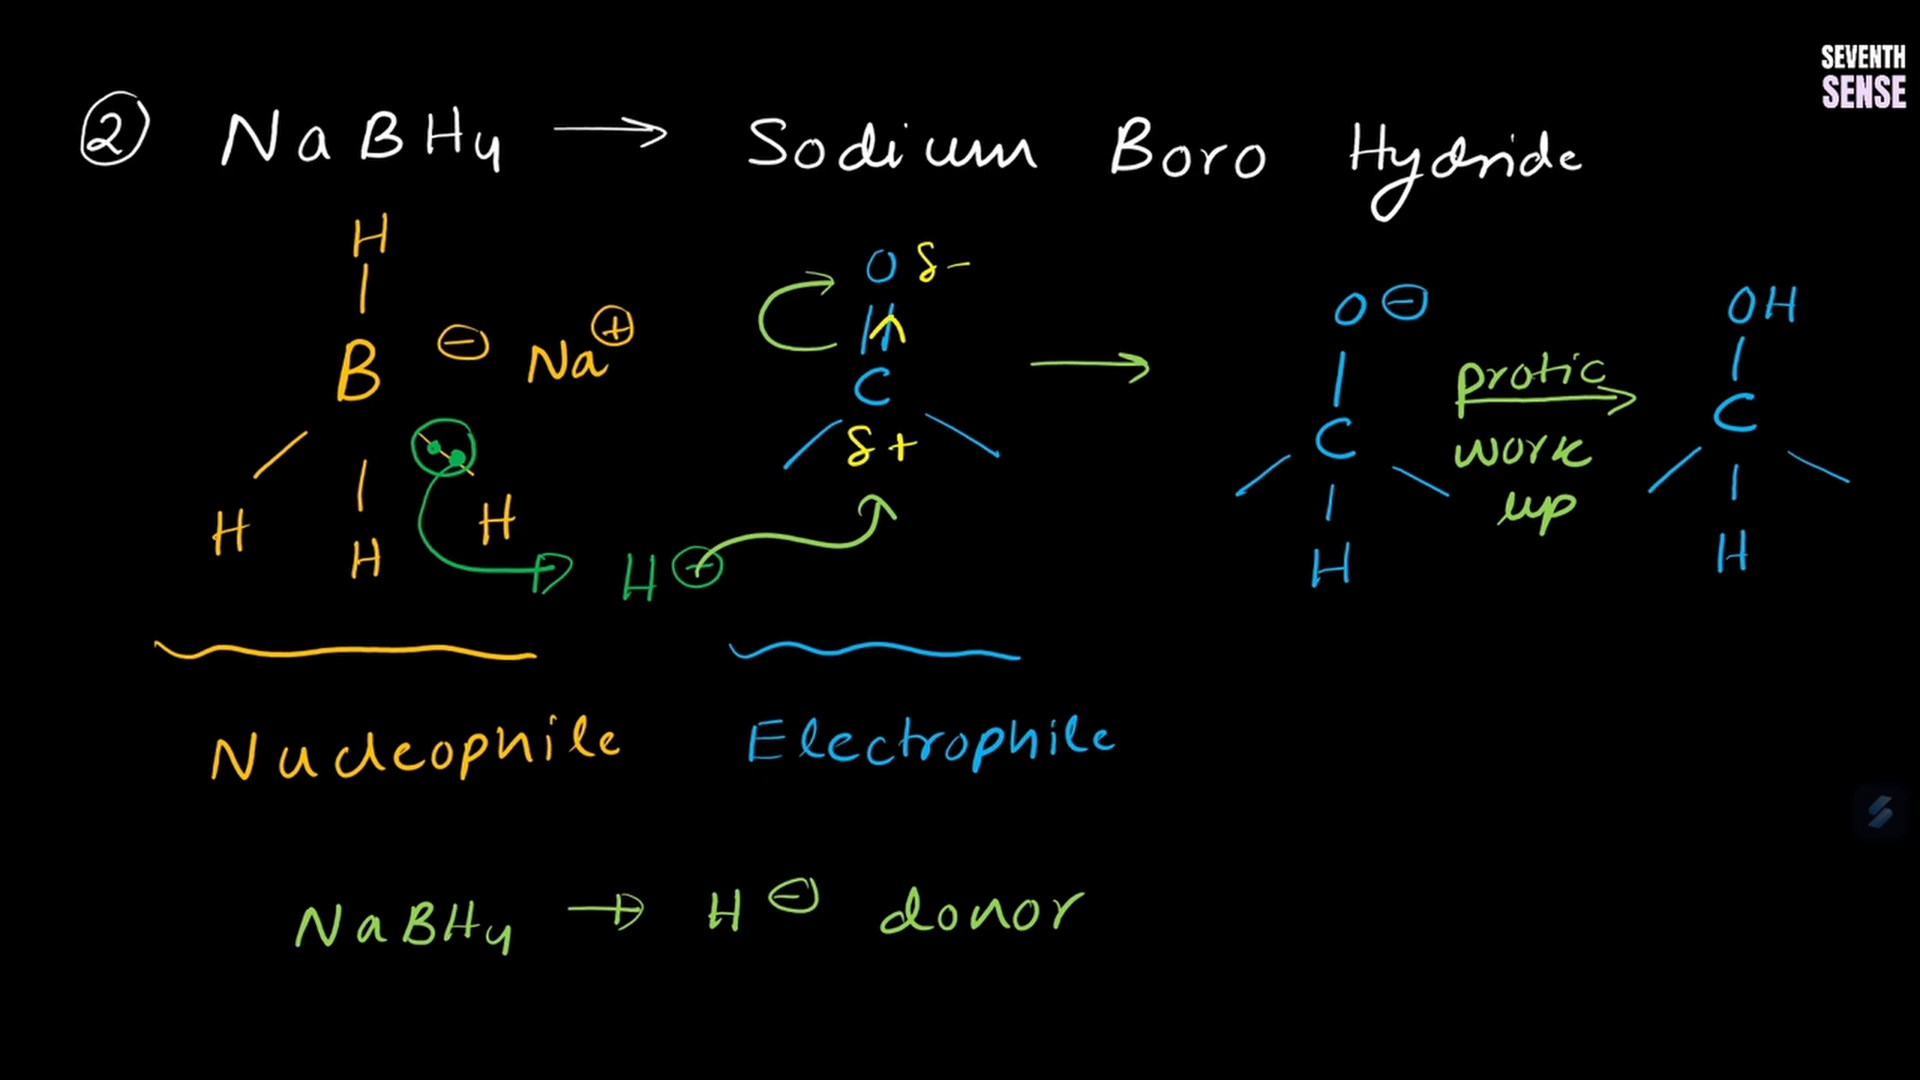 SEVENTH
SENSE
② NaBH4 → Sodium Boro Hydride
H
O δ-
B ⊖ Na⊕
C
δ+
H
H
H
H⊕
→
O⊖
C
H
protic
work
up
OH
C
H
Nucleophile
Electrophile
NaBH4 → H⊖ donor